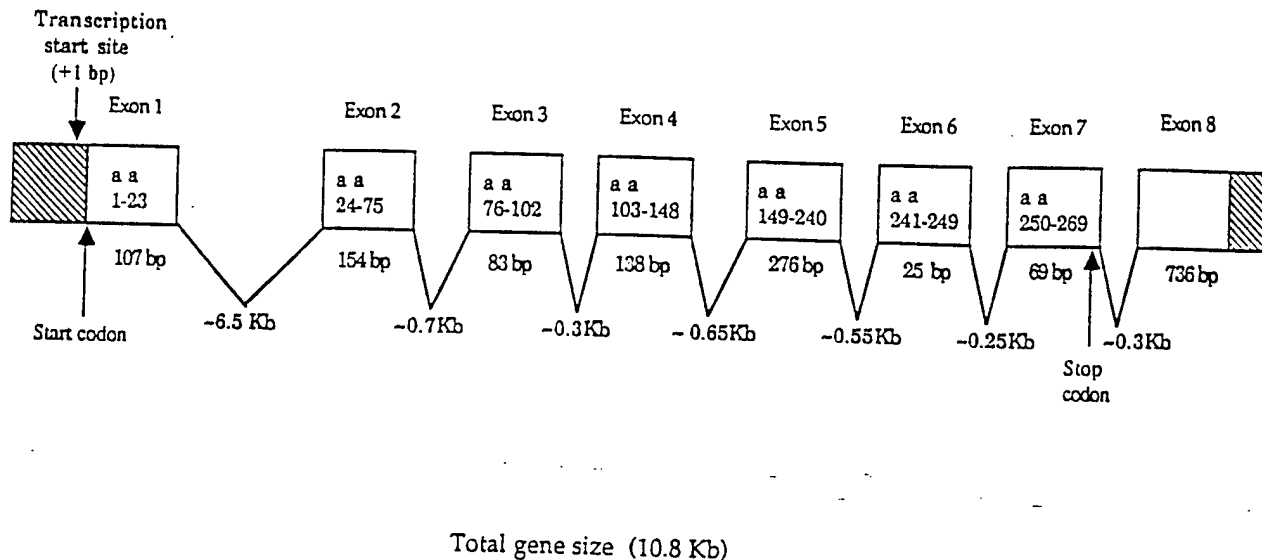 Transcription
start site
(+1 bp)
Exon 1
Exon 2
Exon 3
Exon 4
Exon 5
Exon 6
Exon 7
Exon 8
a a
1-23
a a
24-75
a a
76-102
a a
103-148
a a
149-240
a a
241-249
a a
250-269
107 bp
154 bp
83 bp
138 bp
276 bp
25 bp
69 bp
736 bp
Start codon
~6.5 Kb
~0.7Kb
~0.3Kb
~ 0.65Kb
~0.55Kb
~0.25Kb
~0.3Kb
Stop
codon
Total gene size (10.8 Kb)